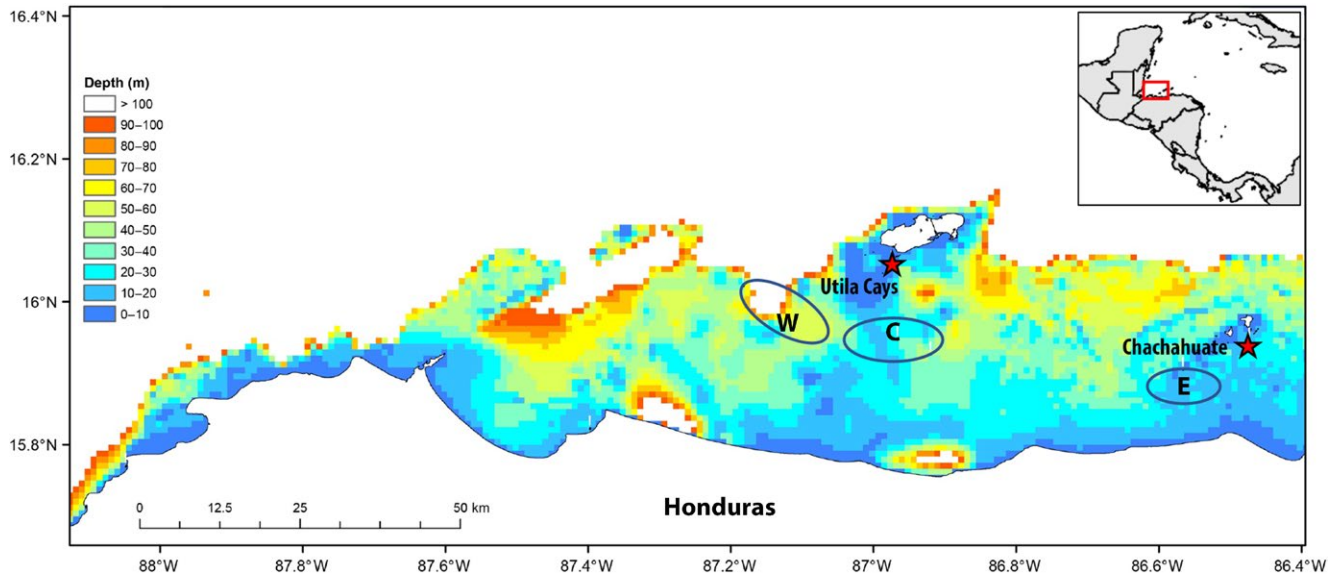 16.4°N
16.2°N
16°N
15.8°N
Depth (m)
> 100
90–100
80–90
70–80
60–70
50–60
40–50
30–40
20–30
10–20
0–10
Utila Cays
W
C
Chachahuate
E
Honduras
0 12.5 25 50 km
88°W 87.8°W 87.6°W 87.4°W 87.2°W 87°W 86.8°W 86.6°W 86.4°W